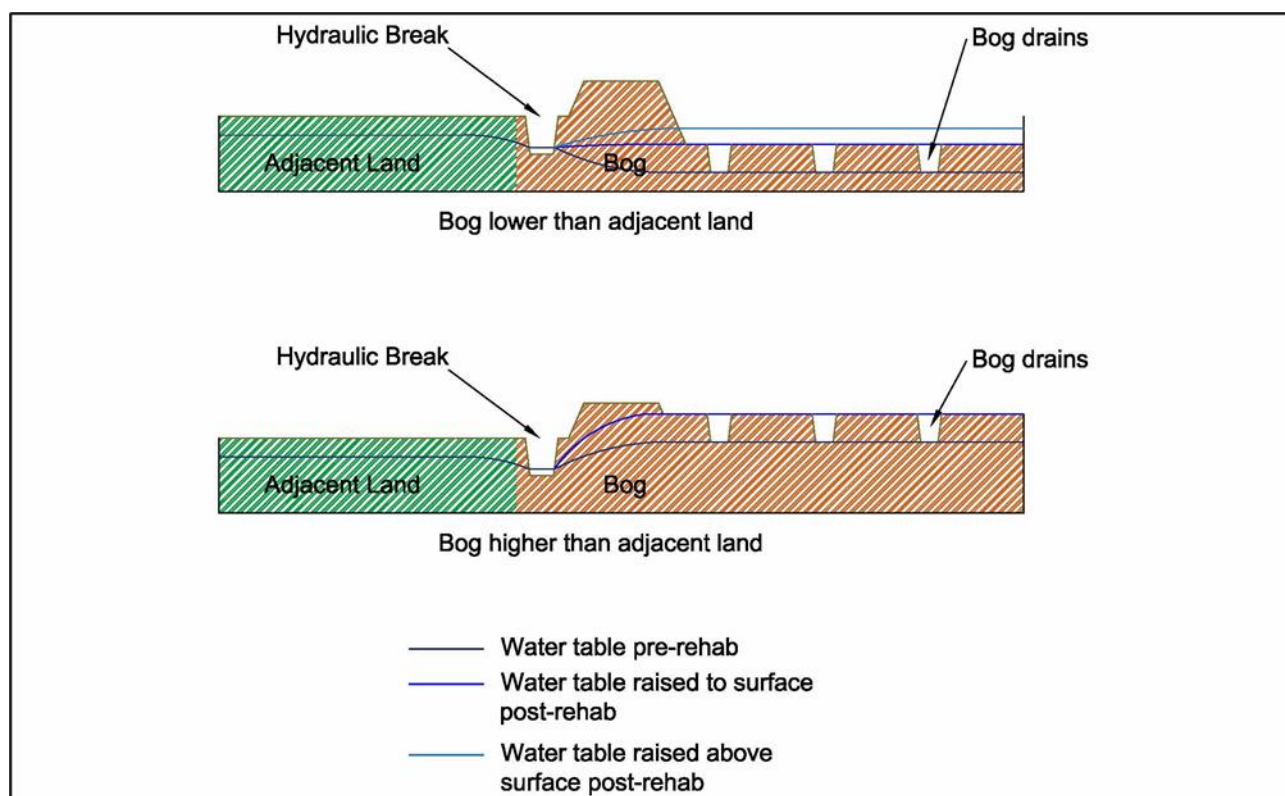 Hydraulic Break
Bog drains
Adjacent Land
Bog
Bog lower than adjacent land
Hydraulic Break
Bog drains
Adjacent Land
Bog
Bog higher than adjacent land
Water table pre-rehab
Water table raised to surface
post-rehab
Water table raised above
surface post-rehab